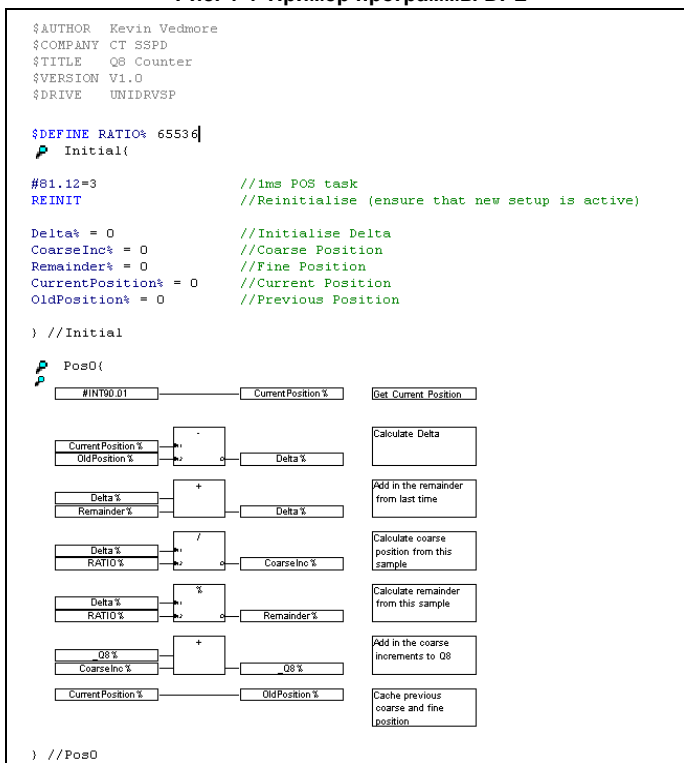 $AUTHOR Kevin Vedmore
$COMPANY CT SSPD
$TITLE Q8 Counter
$VERSION V1.0
$DRIVE UNIDRVSP
$DEFINE RATIO% 65536
Initial{
#81.12=3 //1ms POS task
REINIT //Reinitialise (ensure that new setup is active)
Delta% = 0 //Initialise Delta
CoarseInc% = 0 //Coarse Position
Remainder% = 0 //Fine Position
CurrentPosition% = 0 //Current Position
OldPosition% = 0 //Previous Position
} //Initial
Pos0{
#INT90.01 CurrentPosition% Get Current Position
-
Calculate Delta
CurrentPosition%
OldPosition% Delta%
+
Add in the remainder
from last time
Delta%
Remainder% Delta%
/
Calculate coarse
position from this
sample
Delta%
RATIO% CoarseInc%
%
Calculate remainder
from this sample
Delta%
RATIO% Remainder%
+
Add in the coarse
increments to Q8
_Q8%
CoarseInc% _Q8%
CurrentPosition% OldPosition%
Cache previous
coarse and fine
position
} //Pos0